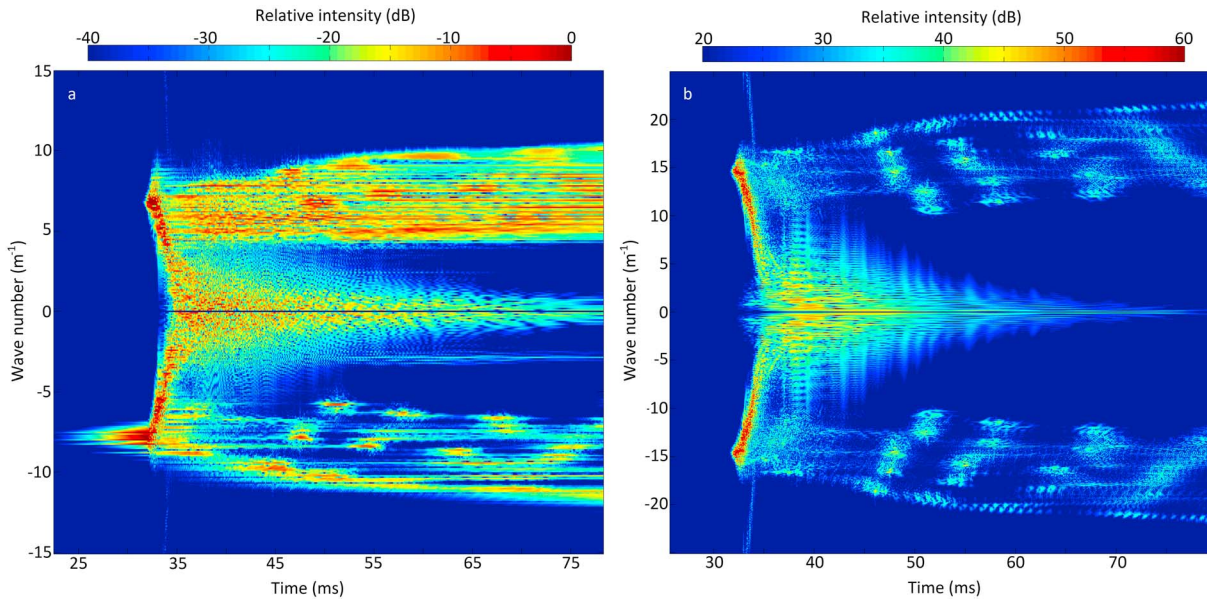 Relative intensity (dB)
-40 -30 -20 -10 0
a
15
10
5
0
-5
-10
-15
Wave number (m⁻¹)
25 35 45 55 65 75
Time (ms)
Relative intensity (dB)
20 30 40 50 60
b
20
15
10
5
0
-5
-10
-15
-20
Wave number (m⁻¹)
30 40 50 60 70
Time (ms)